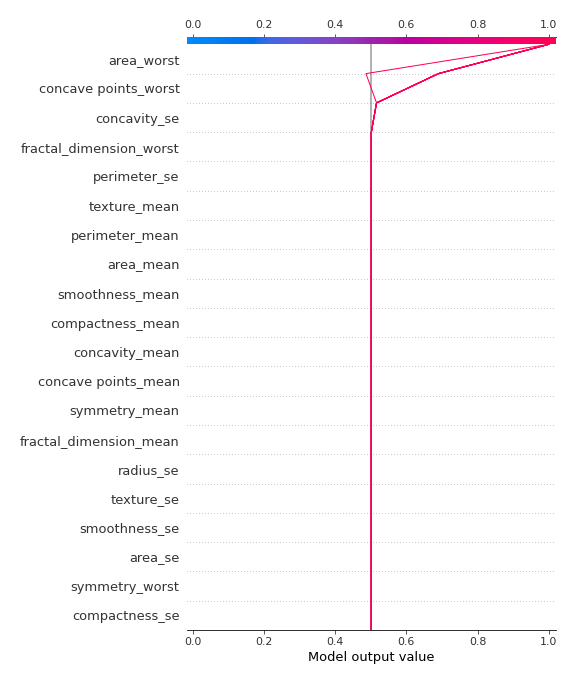 0.0 0.2 0.4 0.6 0.8 1.0
area_worst
concave points_worst
concavity_se
fractal_dimension_worst
perimeter_se
texture_mean
perimeter_mean
area_mean
smoothness_mean
compactness_mean
concavity_mean
concave points_mean
symmetry_mean
fractal_dimension_mean
radius_se
texture_se
smoothness_se
area_se
symmetry_worst
compactness_se
0.0 0.2 0.4 0.6 0.8 1.0
Model output value